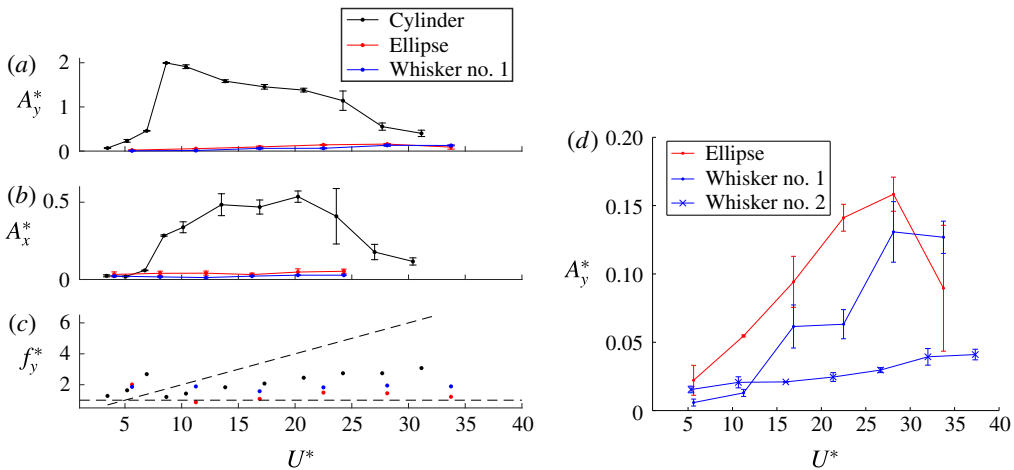 Cylinder
Ellipse
Whisker no. 1
(a)
A*y
2
1
0
(b)
A*x
0.5
0
(c)
f*y
6
4
2
5 10 15 20 25 30 35 40
U*
(d)
A*y
0.20
0.15
0.10
0.05
0
Ellipse
Whisker no. 1
Whisker no. 2
5 10 15 20 25 30 35 40
U*